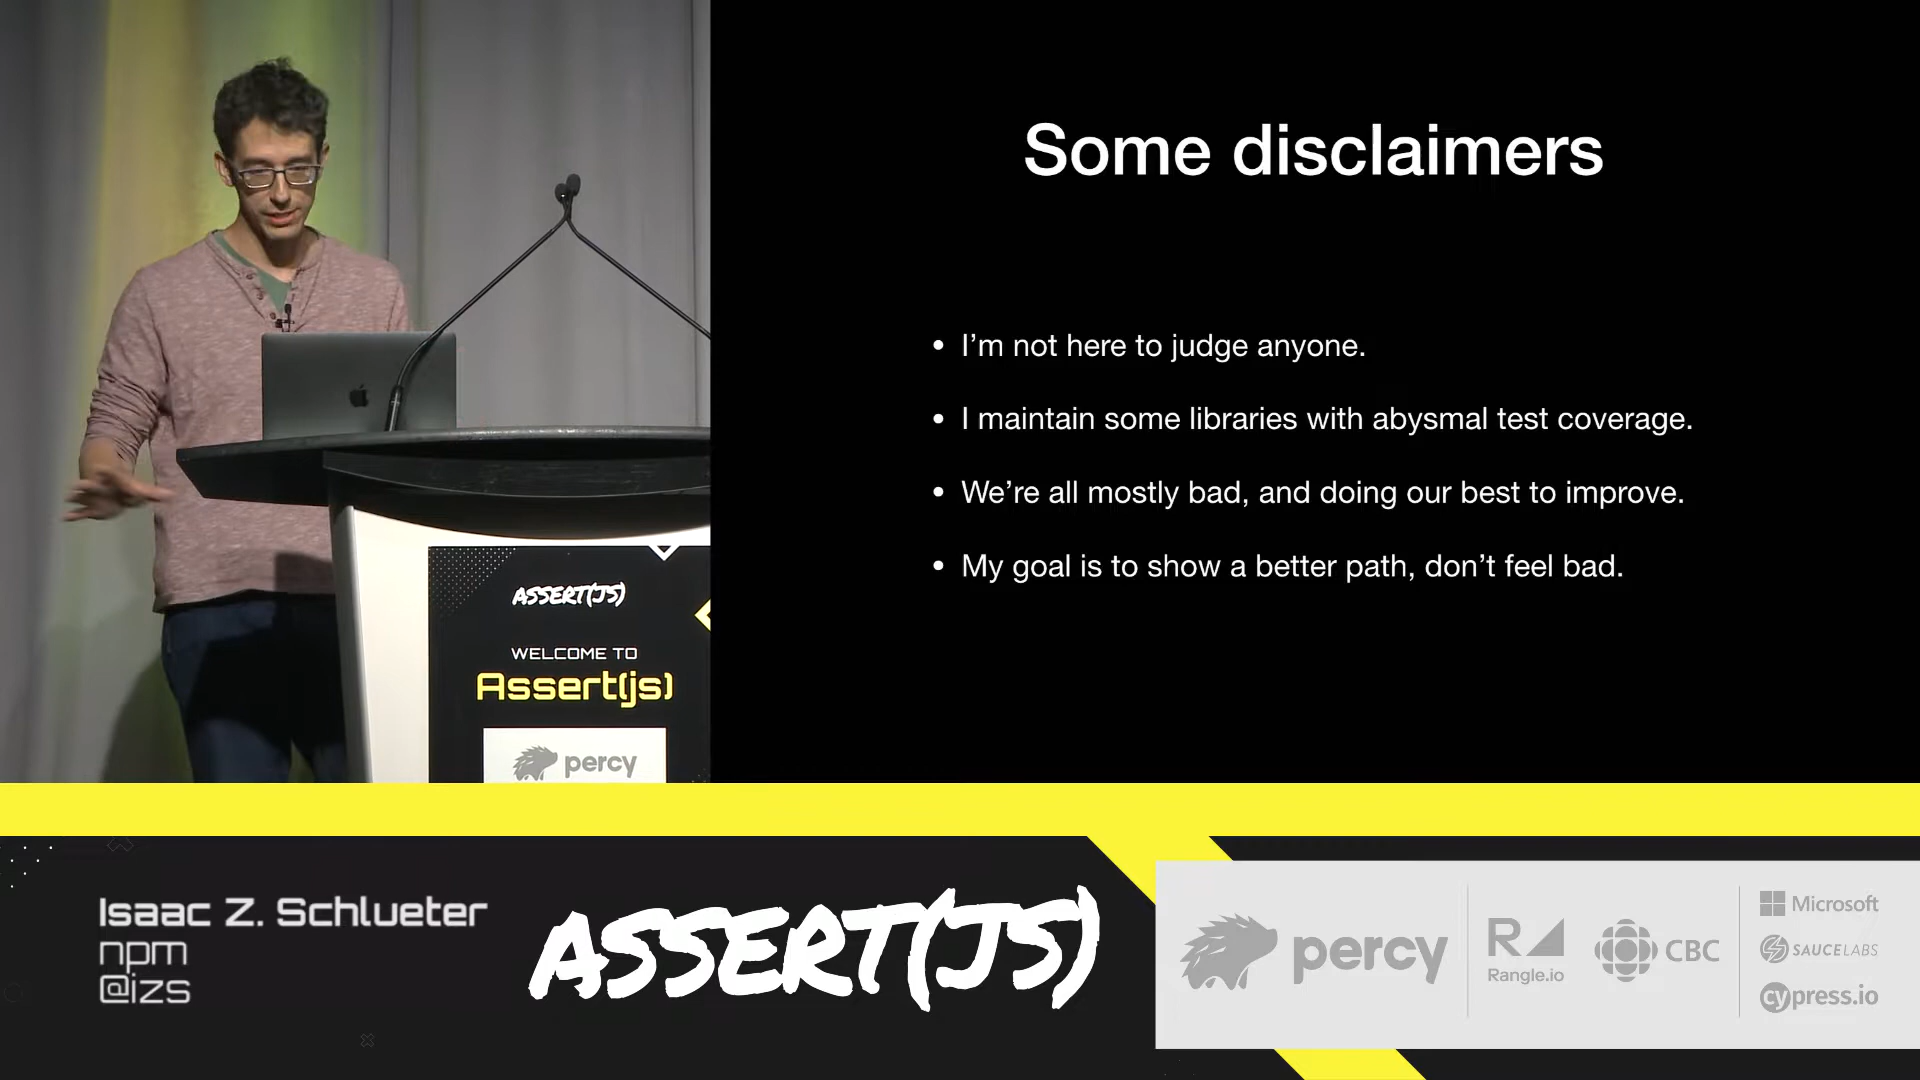 Some disclaimers
• I'm not here to judge anyone.
• I maintain some libraries with abysmal test coverage.
• We're all mostly bad, and doing our best to improve.
• My goal is to show a better path, don't feel bad.
ASSERT(JS)
WELCOME TO
Assert(js)
percy
Isaac Z. Schlueter
npm
@izs
ASSERT(JS)
percy
R
Rangle.io
CBC
Microsoft
SAUCELABS
cypress.io